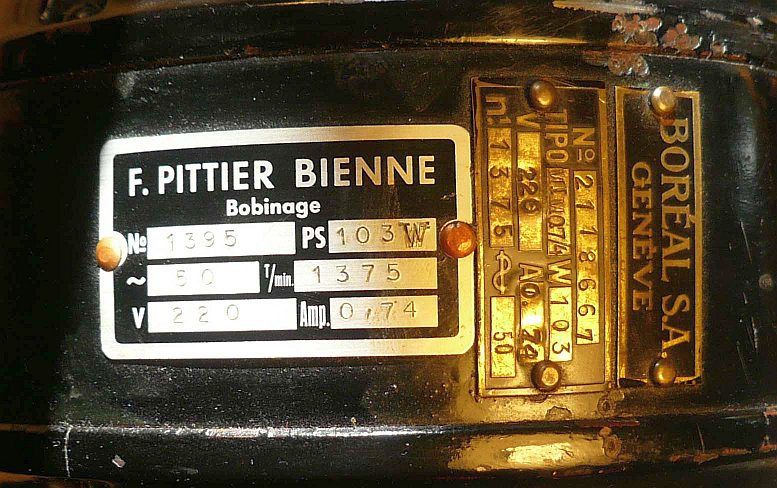 F. PITTIER BIENNE
Bobinage
№ 1395 PS 103 W
~ 50 T/min. 1375
V 220 Amp. 0,74
No 2118667
TIPO W 103
V 220 A 0.74
n. 1375 50
BORÉAL S.A.
GENÈVE